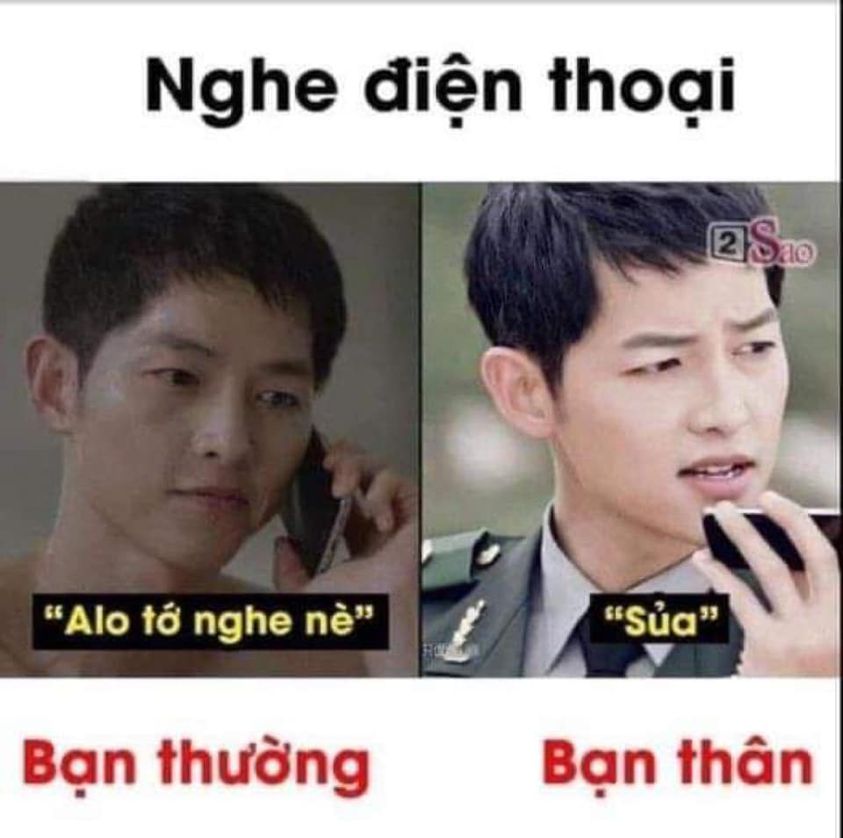 Nghe điện thoại
2Sao
“Alo tớ nghe nè”
“Sủa”
Bạn thường
Bạn thân